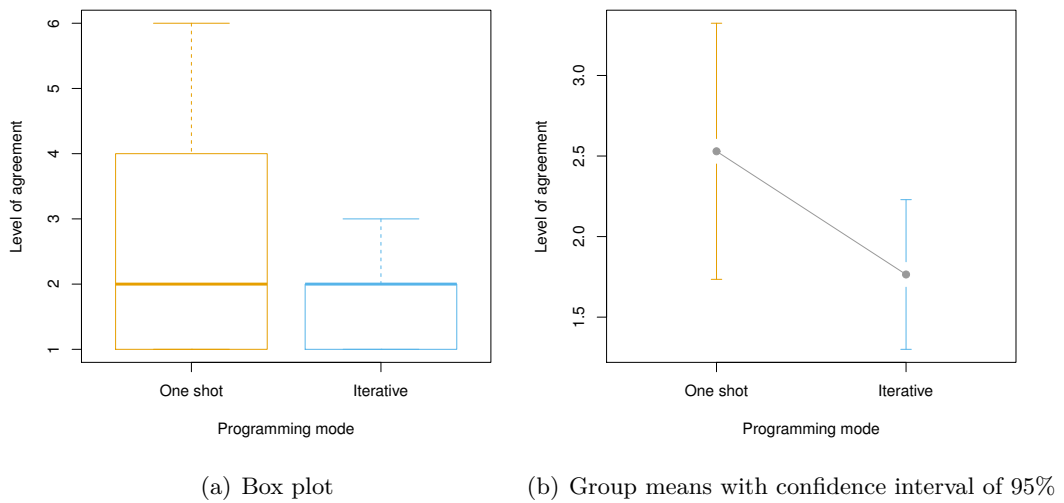 6
5
4
3
2
1
Level of agreement
One shot
Iterative
Programming mode
(a) Box plot
3.0
2.5
2.0
1.5
Level of agreement
One shot
Iterative
Programming mode
(b) Group means with confidence interval of 95%